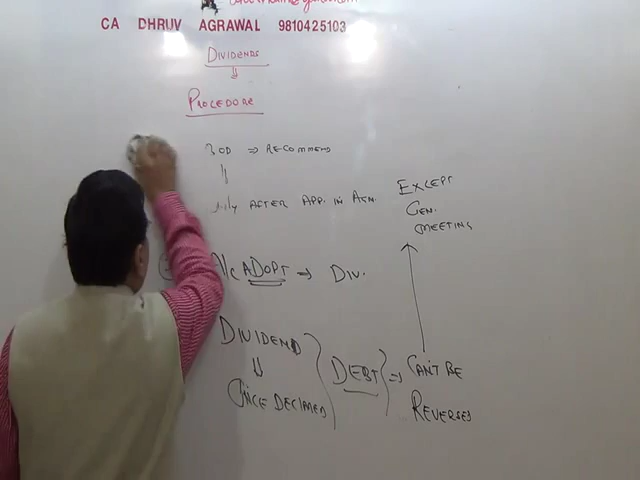 CA DHRUV AGRAWAL 9810425103
DIVIDENDS
⇓
PROCEDURE
BOD ⇒ RECOMMEND
⇓
AFTER APP. IN AGM.
A/c ADOPT ⇒ DIV.
DIVIDEND
⇓
ONCE DECLARED
DEBT ⇒ CAN'T BE
REVERSED
EXCEPT
GEN.
MEETING